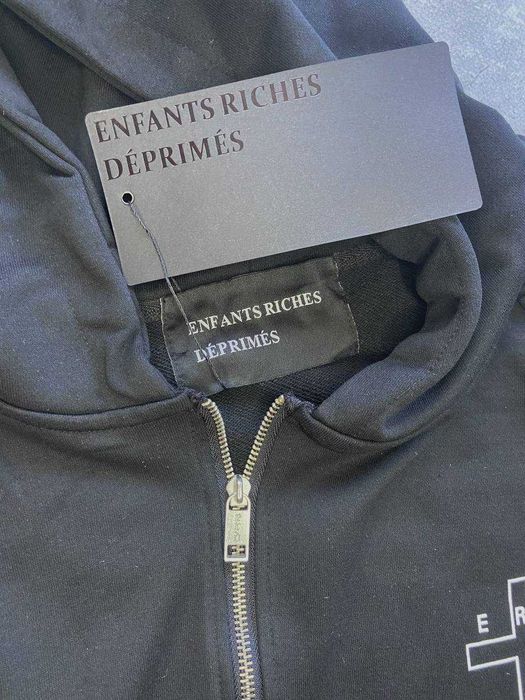 ENFANTS RICHES
DÉPRIMÉS
ENFANTS RICHES
DÉPRIMÉS
E R